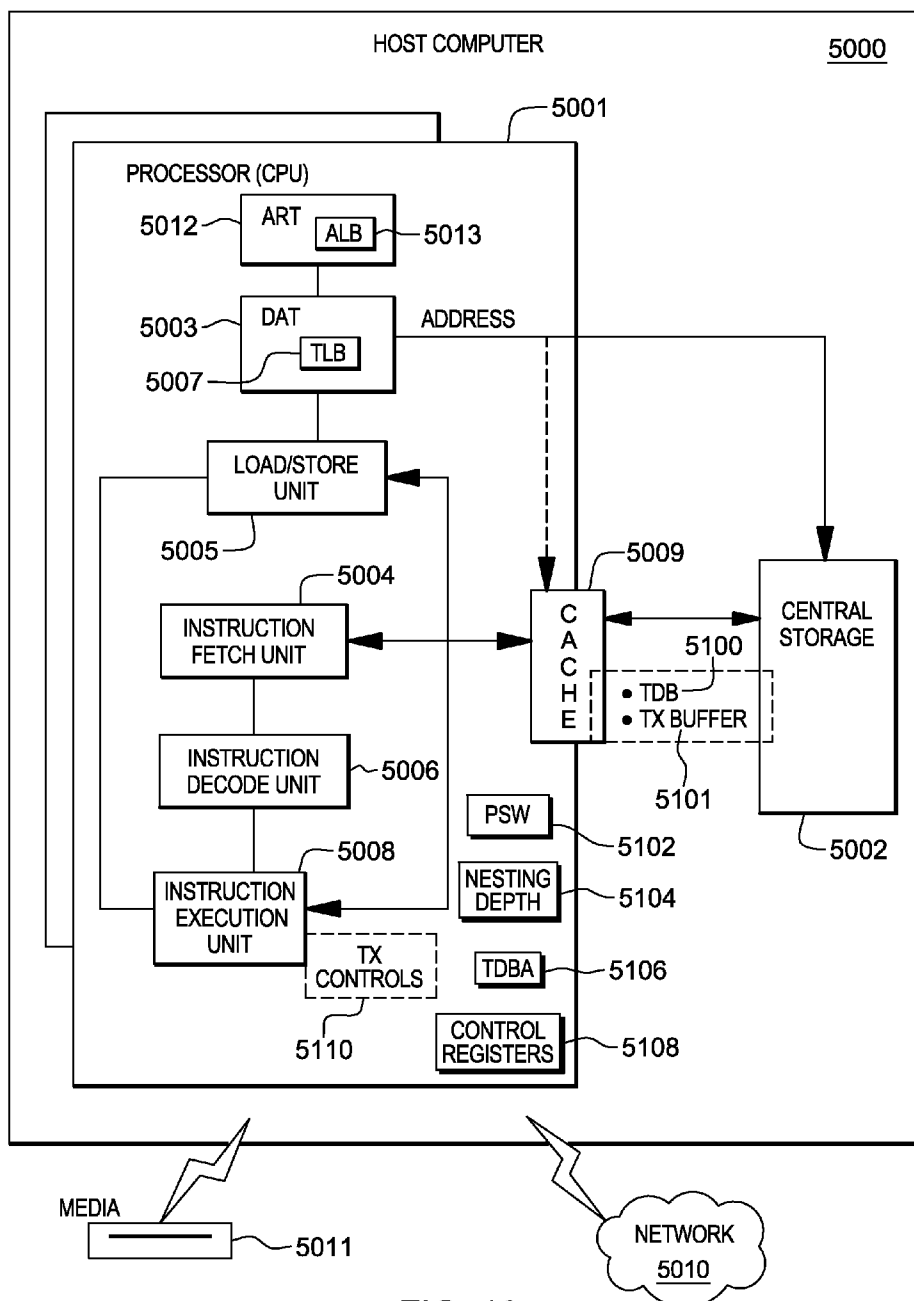 HOST COMPUTER
5000
5001
PROCESSOR (CPU)
ART
5012
ALB
5013
5003
DAT
ADDRESS
TLB
5007
LOAD/STORE
UNIT
5005
5009
5004
INSTRUCTION
FETCH UNIT
CACHE
CENTRAL
STORAGE
5100
• TDB
• TX BUFFER
INSTRUCTION
DECODE UNIT
5006
5101
PSW
5102
5002
5008
INSTRUCTION
EXECUTION
UNIT
NESTING
DEPTH
5104
TX
CONTROLS
5110
TDBA
5106
CONTROL
REGISTERS
5108
MEDIA
5011
NETWORK
5010